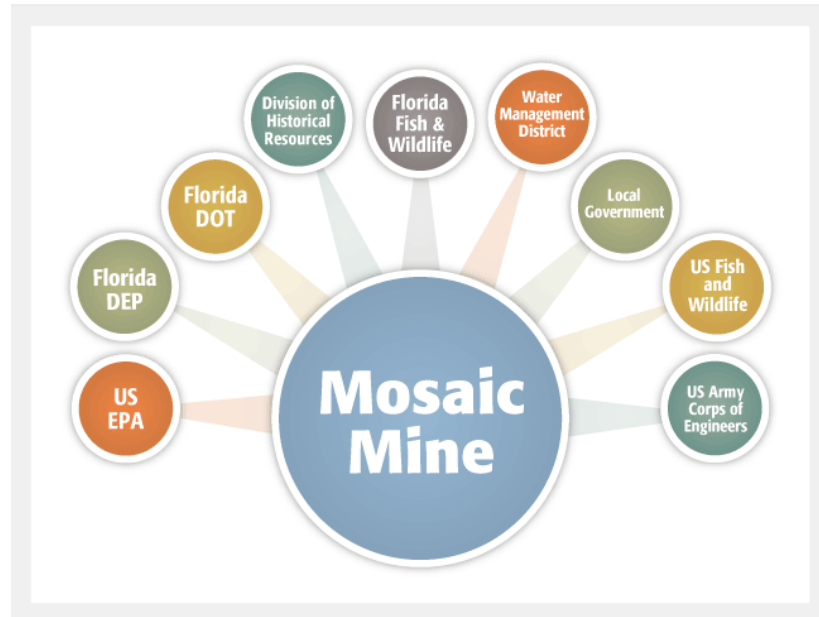 US
EPA
Florida
DEP
Florida
DOT
Division of
Historical
Resources
Florida
Fish &
Wildlife
Water
Management
District
Local
Government
US Fish
and
Wildlife
US Army
Corps of
Engineers
Mosaic
Mine